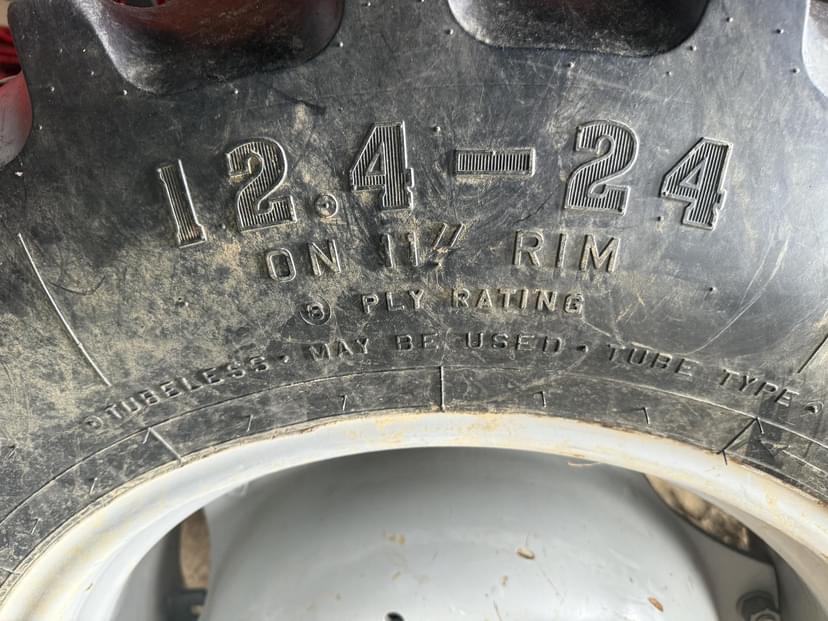 12.4-24
ON 11" RIM
8 PLY RATING
• TUBELESS • MAY BE USED • TUBE TYPE •